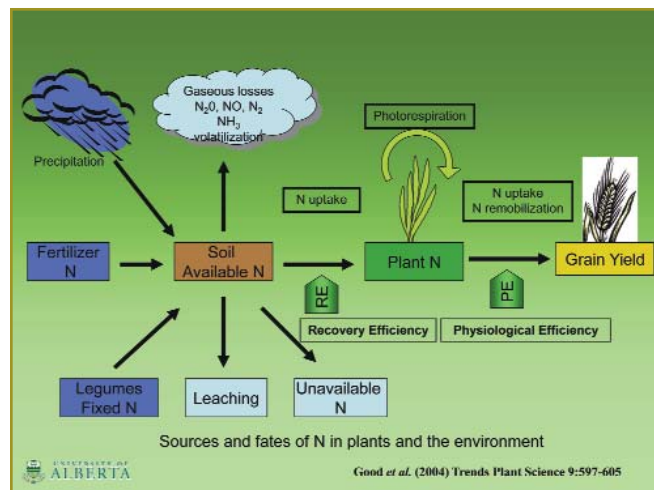 Gaseous losses
N20, NO, N2
NH3
volatilization
Precipitation
Photorespiration
N uptake
N uptake
N remobilization
Fertilizer
N
Soil
Available N
Plant N
Grain Yield
RE
PE
Recovery Efficiency
Physiological Efficiency
Legumes
Fixed N
Leaching
Unavailable
N
Sources and fates of N in plants and the environment
UNIVERSITY OF
ALBERTA
Good et al. (2004) Trends Plant Science 9:597-605